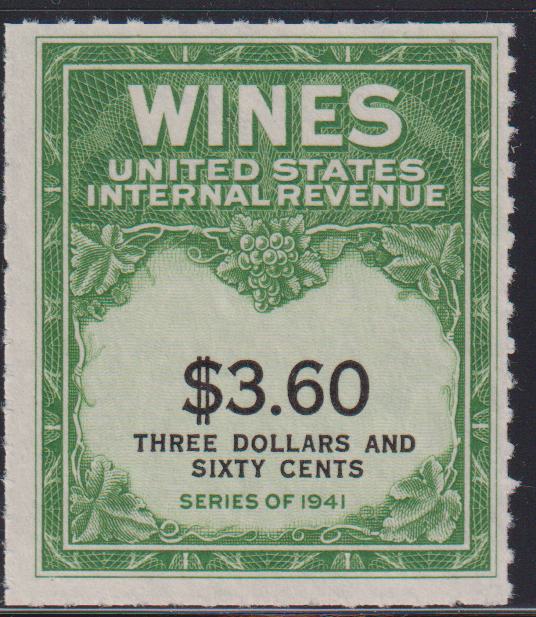 WINES
UNITED STATES
INTERNAL REVENUE
$3.60
THREE DOLLARS AND
SIXTY CENTS
SERIES OF 1941